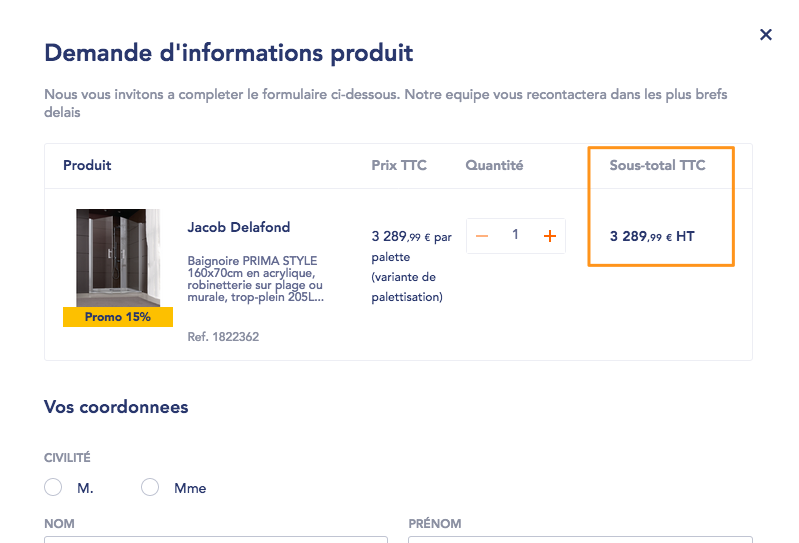 Demande d'informations produit
Nous vous invitons a completer le formulaire ci-dessous. Notre equipe vous recontactera dans les plus brefs
delais
Produit
Prix TTC
Quantité
Sous-total TTC
Jacob Delafond
Baignoire PRIMA STYLE
160x70cm en acrylique,
robinetterie sur plage ou
murale, trop-plein 205L...
Ref. 1822362
Promo 15%
3 289,99 € par
palette
(variante de
palettisation)
1
3 289,99 € HT
Vos coordonnees
CIVILITÉ
M.
Mme
NOM
PRÉNOM